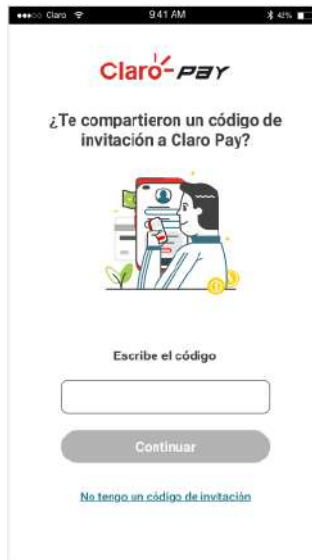 Claro
9:41 AM
42%
Claro-pay
¿Te compartieron un código de
invitación a Claro Pay?
Escribe el código
Continuar
No tengo un código de invitación